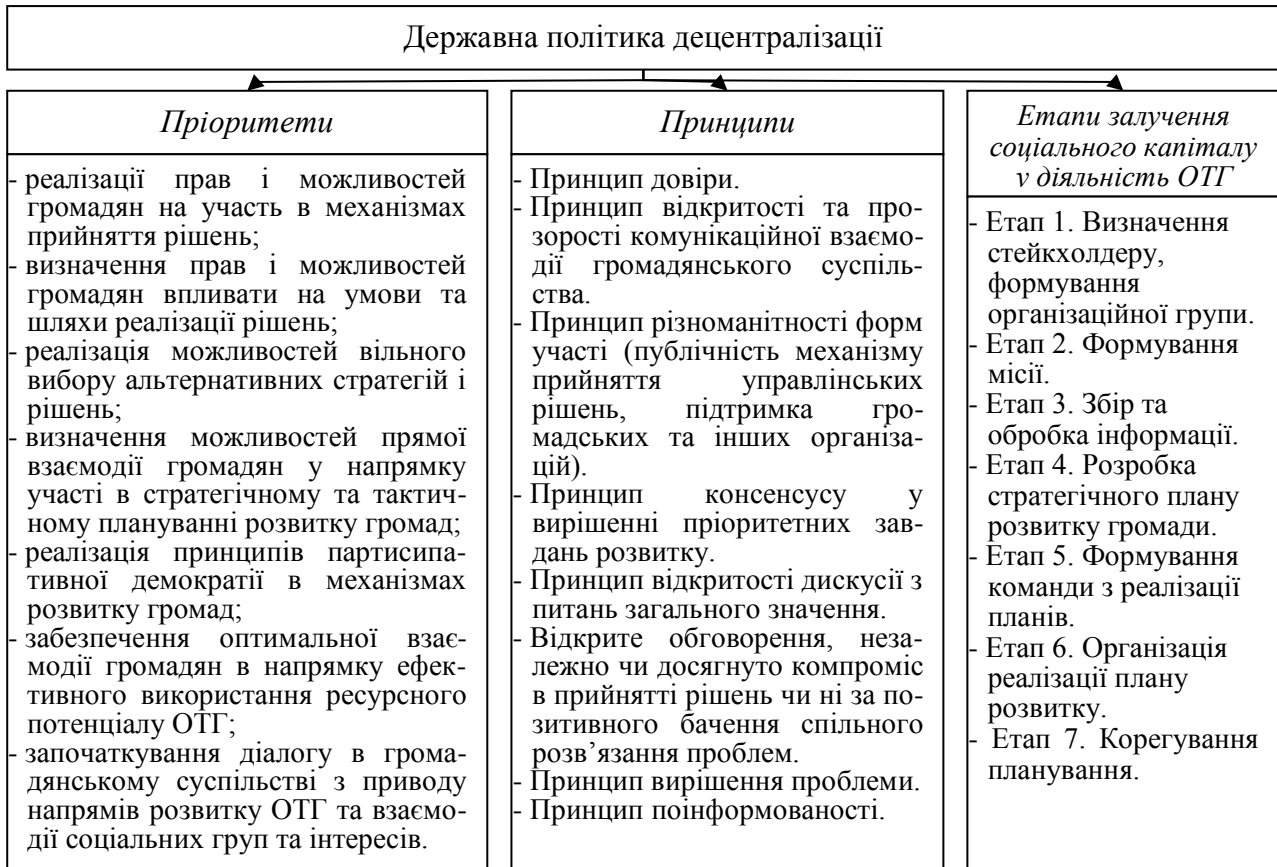 Державна політика децентралізації
Пріоритети
- реалізації прав і можливостей
громадян на участь в механізмах
прийняття рішень;
- визначення прав і можливостей
громадян впливати на умови та
шляхи реалізації рішень;
- реалізація можливостей вільного
вибору альтернативних стратегій і
рішень;
- визначення можливостей прямої
взаємодії громадян у напрямку
участі в стратегічному та тактич-
ному плануванні розвитку громад;
- реалізація принципів партисипа-
тивної демократії в механізмах
розвитку громад;
- забезпечення оптимальної взає-
модії громадян в напрямку ефек-
тивного використання ресурсного
потенціалу ОТГ;
- започаткування діалогу в грома-
дянському суспільстві з приводу
напрямів розвитку ОТГ та взаємо-
дії соціальних груп та інтересів.
Принципи
- Принцип довіри.
- Принцип відкритості та про-
зорості комунікаційної взаємо-
дії громадянського суспіль-
ства.
- Принцип різноманітності форм
участі (публічність механізму
прийняття управлінських
рішень, підтримка гро-
мадських та інших організа-
цій).
- Принцип консенсусу у
вирішенні пріоритетних зав-
дань розвитку.
- Принцип відкритості дискусії з
питань загального значення.
- Відкрите обговорення, неза-
лежно чи досягнуто компроміс
в прийнятті рішень чи ні за по-
зитивного бачення спільного
розв’язання проблем.
- Принцип вирішення проблеми.
- Принцип поінформованості.
Етапи залучення
соціального капіталу
у діяльність ОТГ
- Етап 1. Визначення
стейкхолдеру,
формування
організаційної групи.
- Етап 2. Формування
місії.
- Етап 3. Збір та
обробка інформації.
- Етап 4. Розробка
стратегічного плану
розвитку громади.
- Етап 5. Формування
команди з реалізації
планів.
- Етап 6. Організація
реалізації плану
розвитку.
- Етап 7. Корегування
планування.